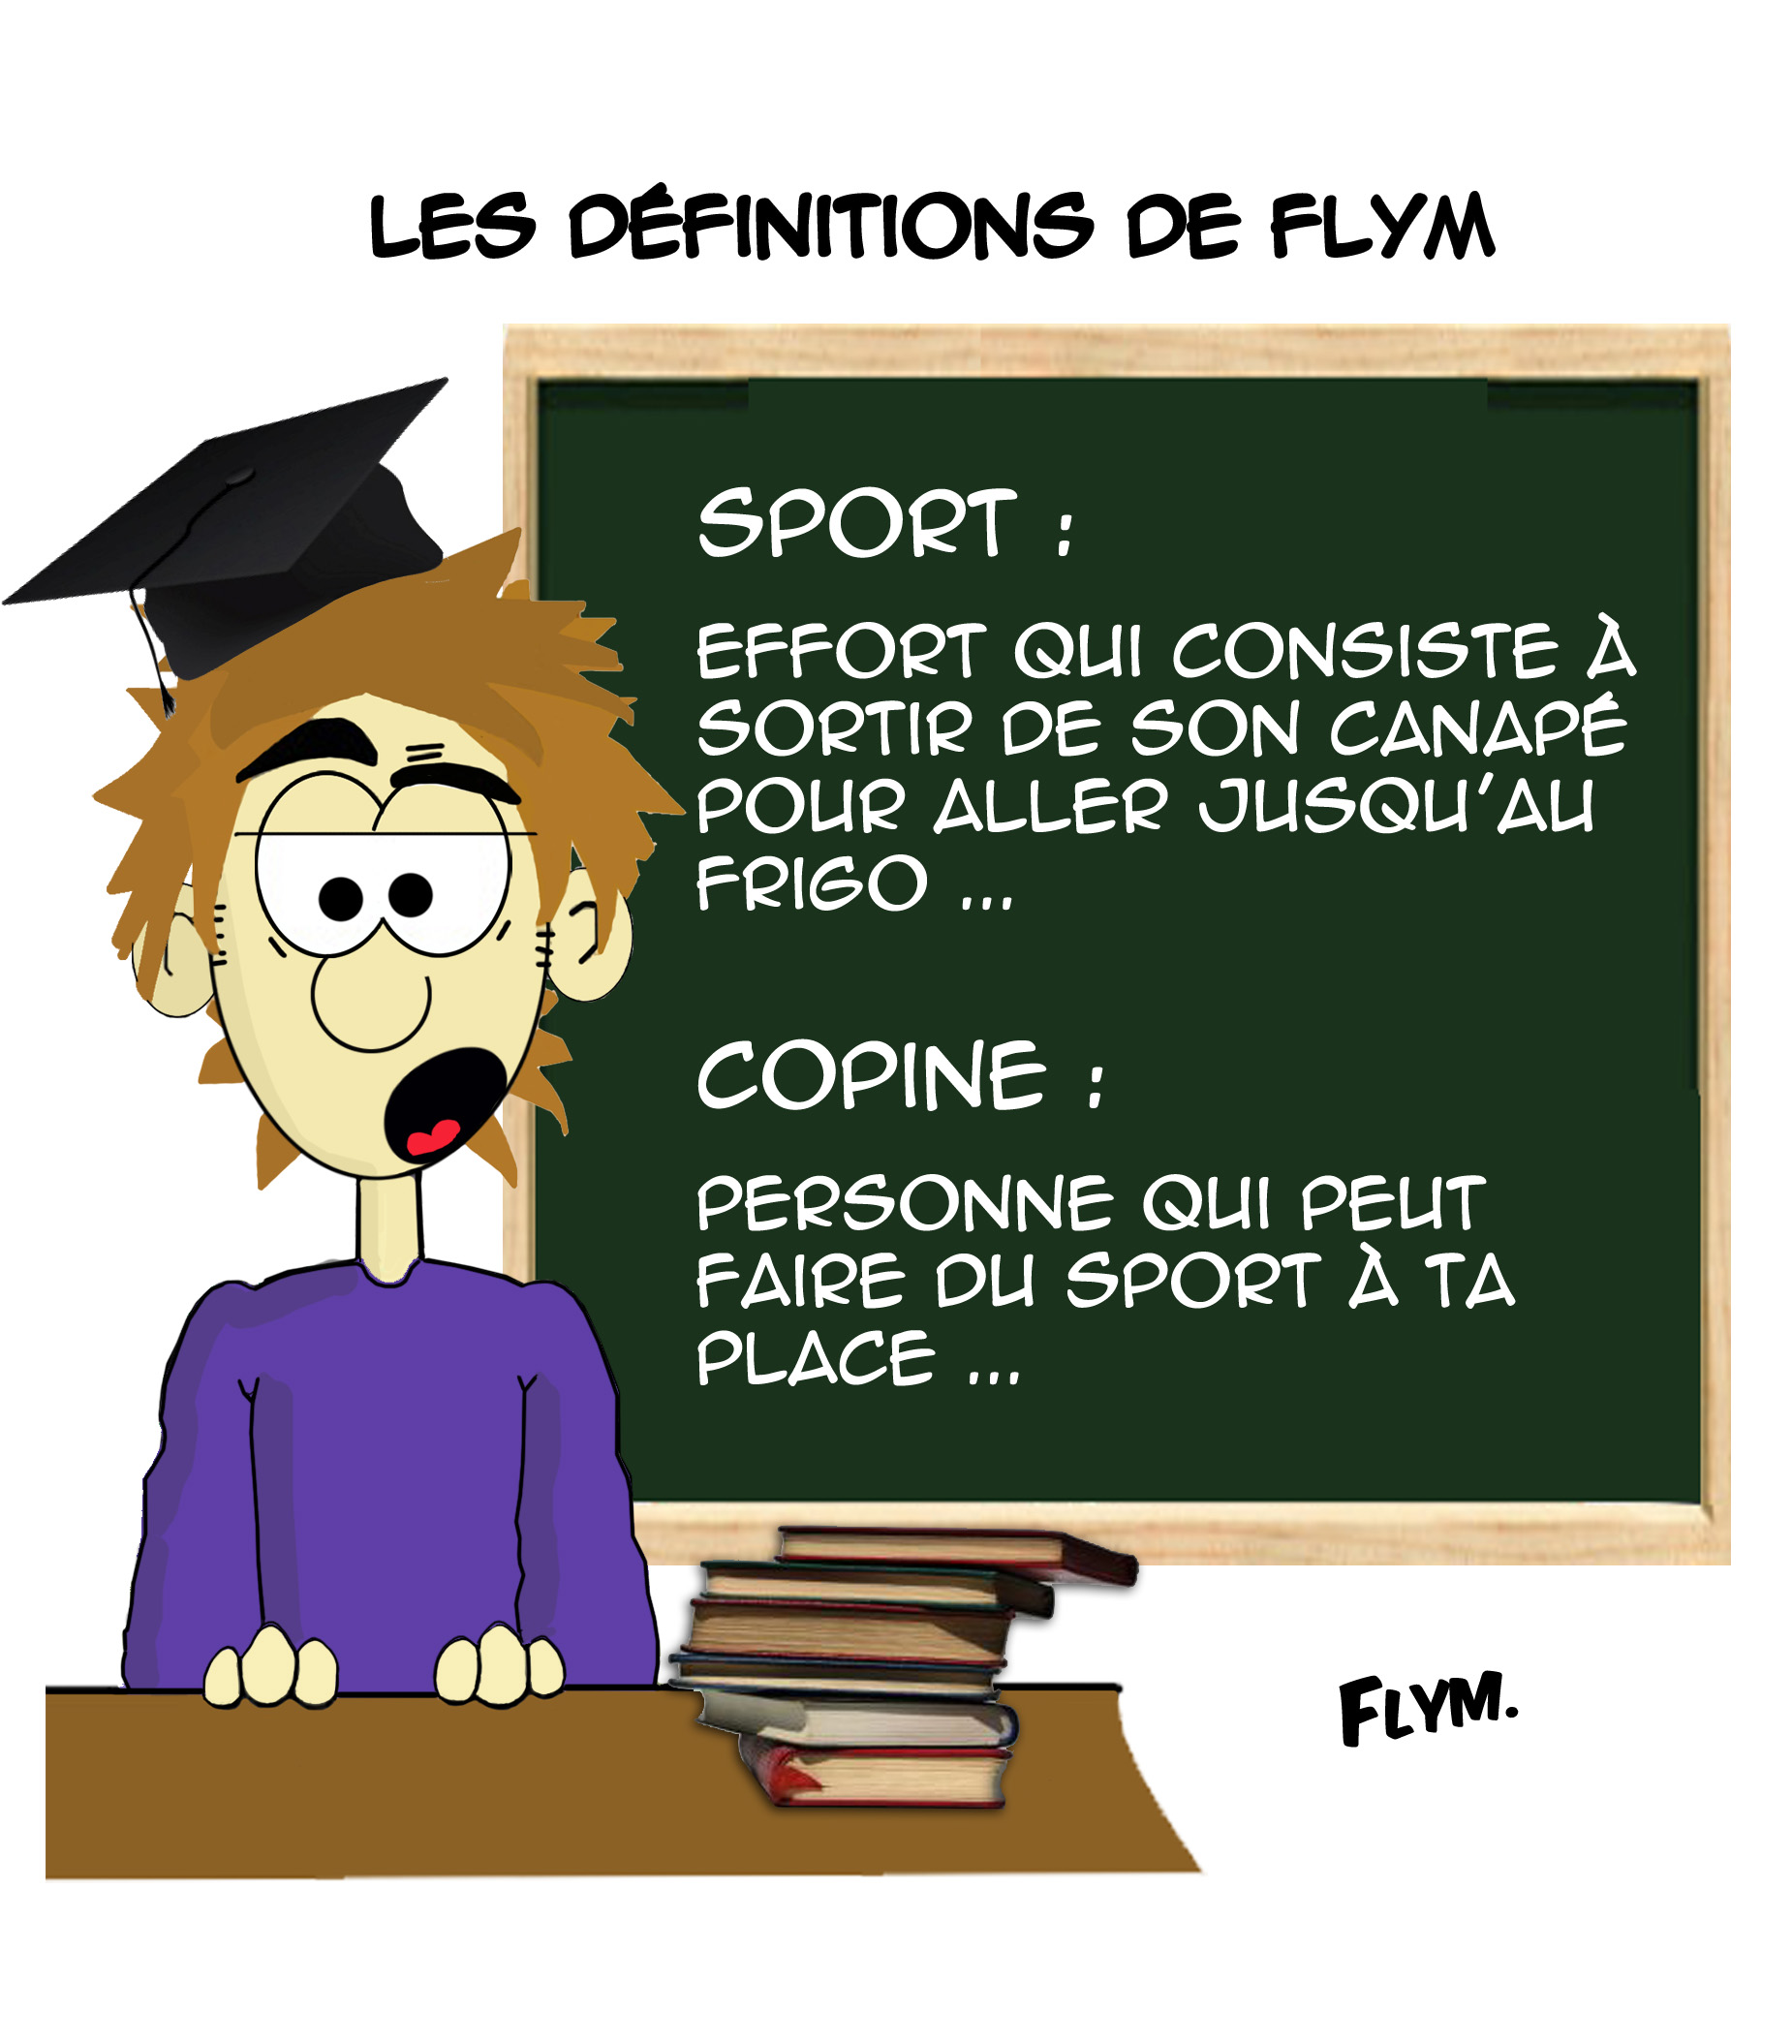 LES DÉFINITIONS DE FLYM
SPORT :
EFFORT QUI CONSISTE À
SORTIR DE SON CANAPÉ
POUR ALLER JUSQU'AU
FRIGO ...
COPINE :
PERSONNE QUI PEUT
FAIRE DU SPORT À TA
PLACE ...
FLYM.